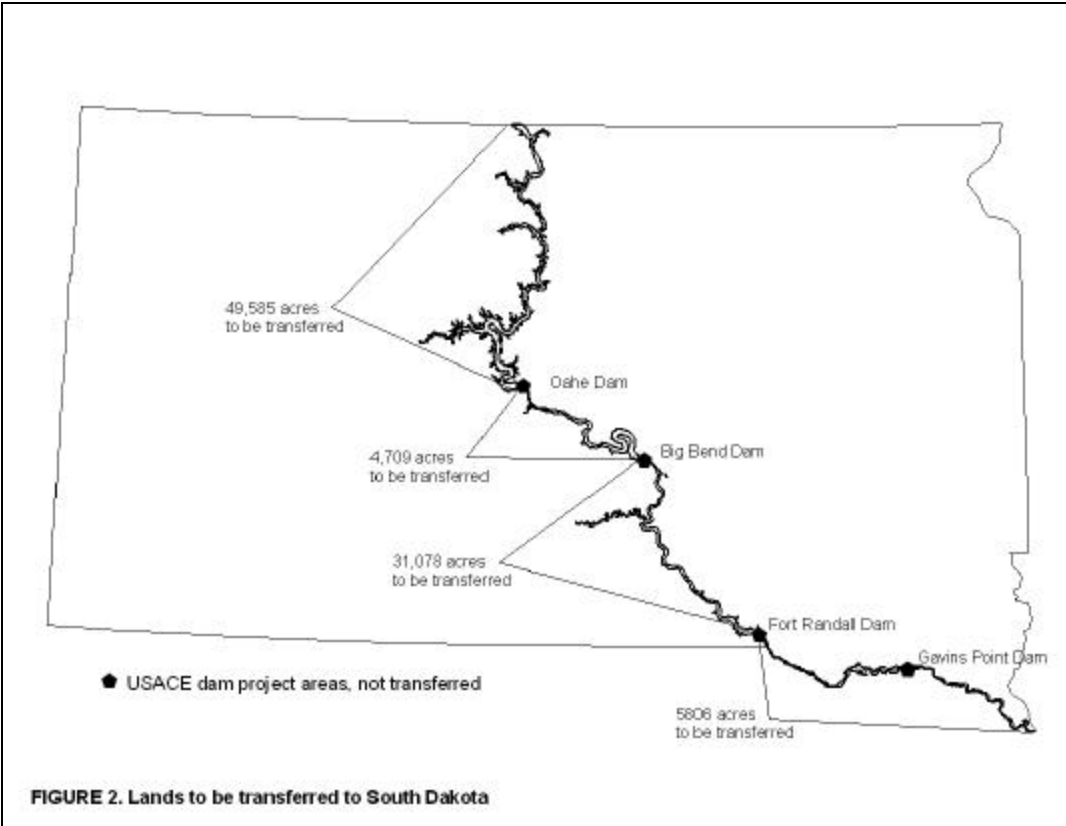 49,585 acres
to be transferred
Oahe Dam
4,709 acres
to be transferred
Big Bend Dam
31,078 acres
to be transferred
Fort Randall Dam
Gavins Point Dam
USACE dam project areas, not transferred
5806 acres
to be transferred
FIGURE 2. Lands to be transferred to South Dakota